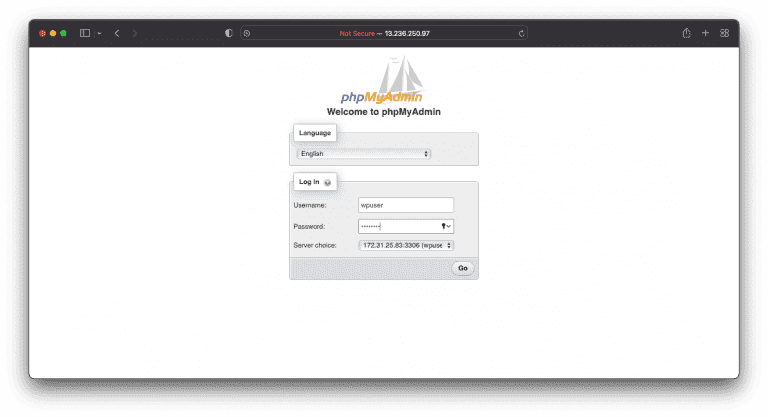 Not Secure — 13.236.250.97
phpMyAdmin
Welcome to phpMyAdmin
Language
English
Log in
Username: wpuser
Password: ••••••••
Server choice: 172.31.25.83:3306 (wpuse
Go